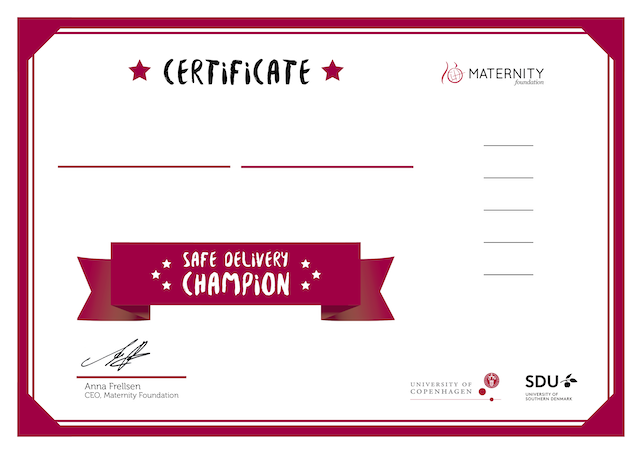 CERTiFiCATE
MATERNITY
foundation
SAFE DELiVERY
CHAMPiON
Anna Frellsen
CEO, Maternity Foundation
UNIVERSITY OF
COPENHAGEN
SDU
UNIVERSITY OF
SOUTHERN DENMARK